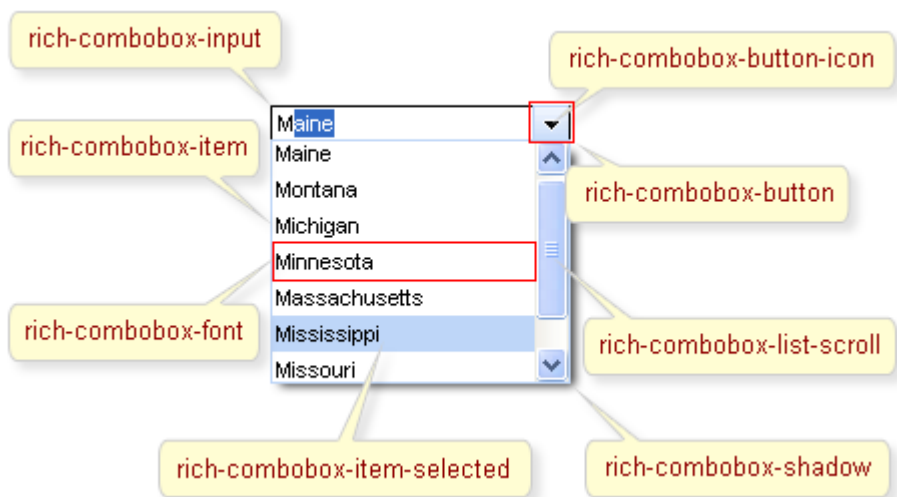 rich-combobox-input
rich-combobox-button-icon
Maine
rich-combobox-item
Maine
Montana
rich-combobox-button
Michigan
Minnesota
Massachusetts
rich-combobox-font
Mississippi
rich-combobox-list-scroll
Missouri
rich-combobox-item-selected
rich-combobox-shadow